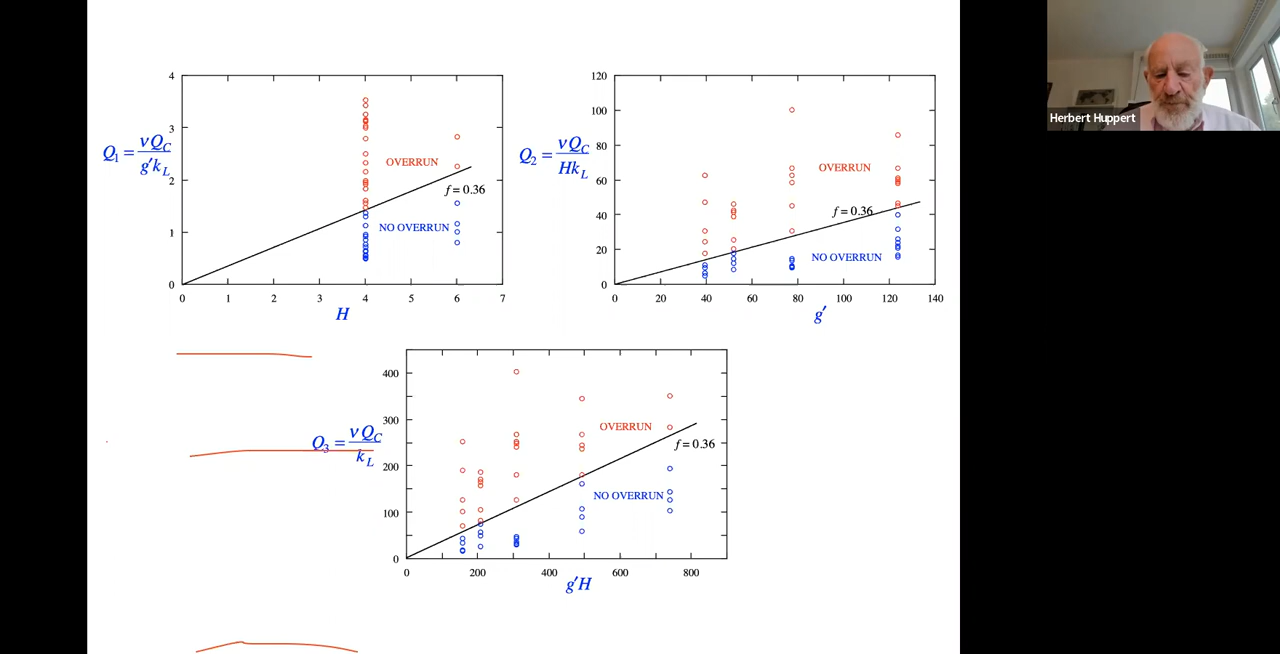 4
3
2
1
0
0 1 2 3 4 5 6 7
Q1 = νQC / g′kL
OVERRUN
f = 0.36
NO OVERRUN
H
120
100
80
60
40
20
0
0 20 40 60 80 100 120 140
Q2 = νQC / HkL
OVERRUN
f = 0.36
NO OVERRUN
g′
400
300
200
100
0
0 200 400 600 800
Q3 = νQC / kL
OVERRUN
f = 0.36
NO OVERRUN
g′H
Herbert Huppert